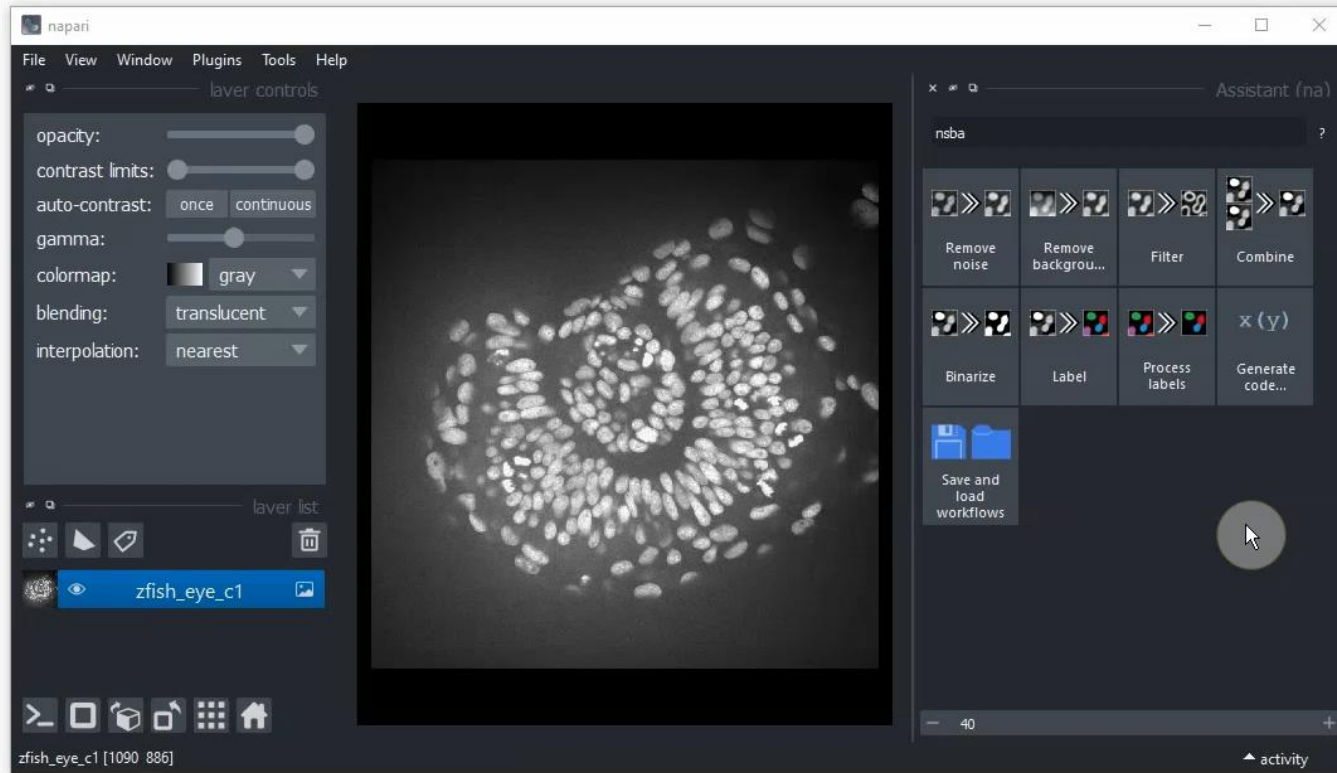 napari
File View Window Plugins Tools Help
layer controls
opacity:
contrast limits:
auto-contrast: once continuous
gamma:
colormap: gray
blending: translucent
interpolation: nearest
layer list
zfish_eye_c1
zfish_eye_c1 [1090 886]
Assistant (na)
nsba ?
Remove
noise
Remove
backgrou...
Filter
Combine
Binarize
Label
Process
labels
x(y)
Generate
code...
Save and
load
workflows
− 40 +
activity